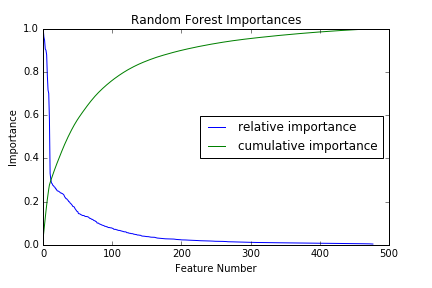 Random Forest Importances
1.0
0.8
0.6
0.4
0.2
0.0
Importance
relative importance
cumulative importance
0 100 200 300 400 500
Feature Number